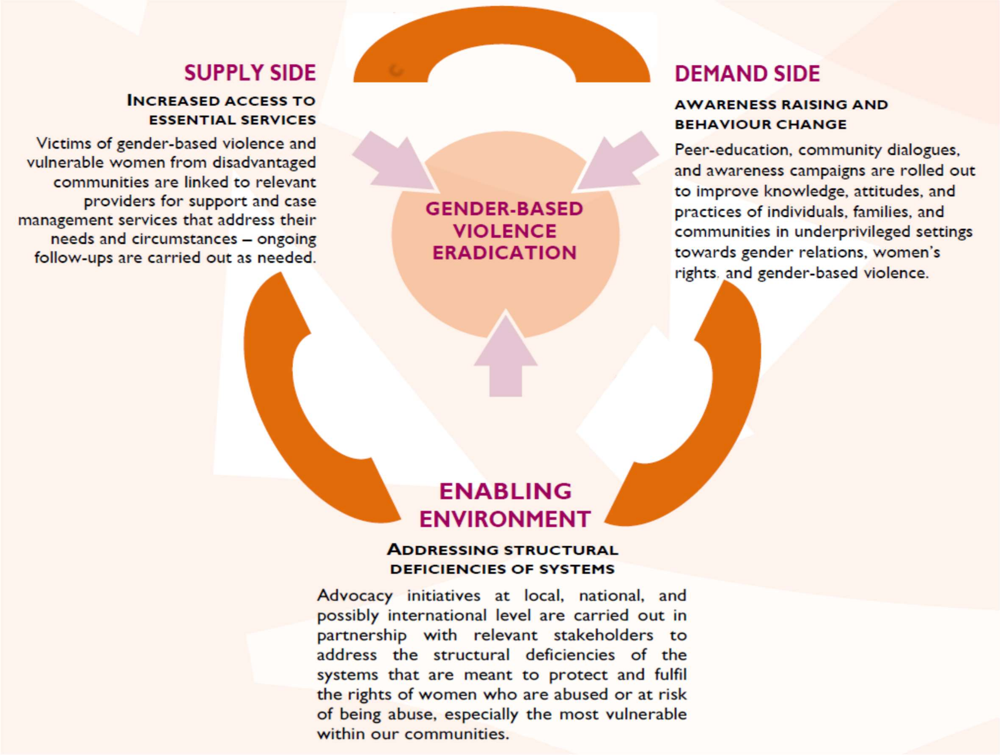 SUPPLY SIDE
INCREASED ACCESS TO
ESSENTIAL SERVICES
Victims of gender-based violence and
vulnerable women from disadvantaged
communities are linked to relevant
providers for support and case
management services that address their
needs and circumstances – ongoing
follow-ups are carried out as needed.
DEMAND SIDE
AWARENESS RAISING AND
BEHAVIOUR CHANGE
Peer-education, community dialogues,
and awareness campaigns are rolled out
to improve knowledge, attitudes, and
practices of individuals, families, and
communities in underprivileged settings
towards gender relations, women's
rights, and gender-based violence.
GENDER-BASED
VIOLENCE
ERADICATION
ENABLING
ENVIRONMENT
ADDRESSING STRUCTURAL
DEFICIENCIES OF SYSTEMS
Advocacy initiatives at local, national, and
possibly international level are carried out in
partnership with relevant stakeholders to
address the structural deficiencies of the
systems that are meant to protect and fulfil
the rights of women who are abused or at risk
of being abuse, especially the most vulnerable
within our communities.